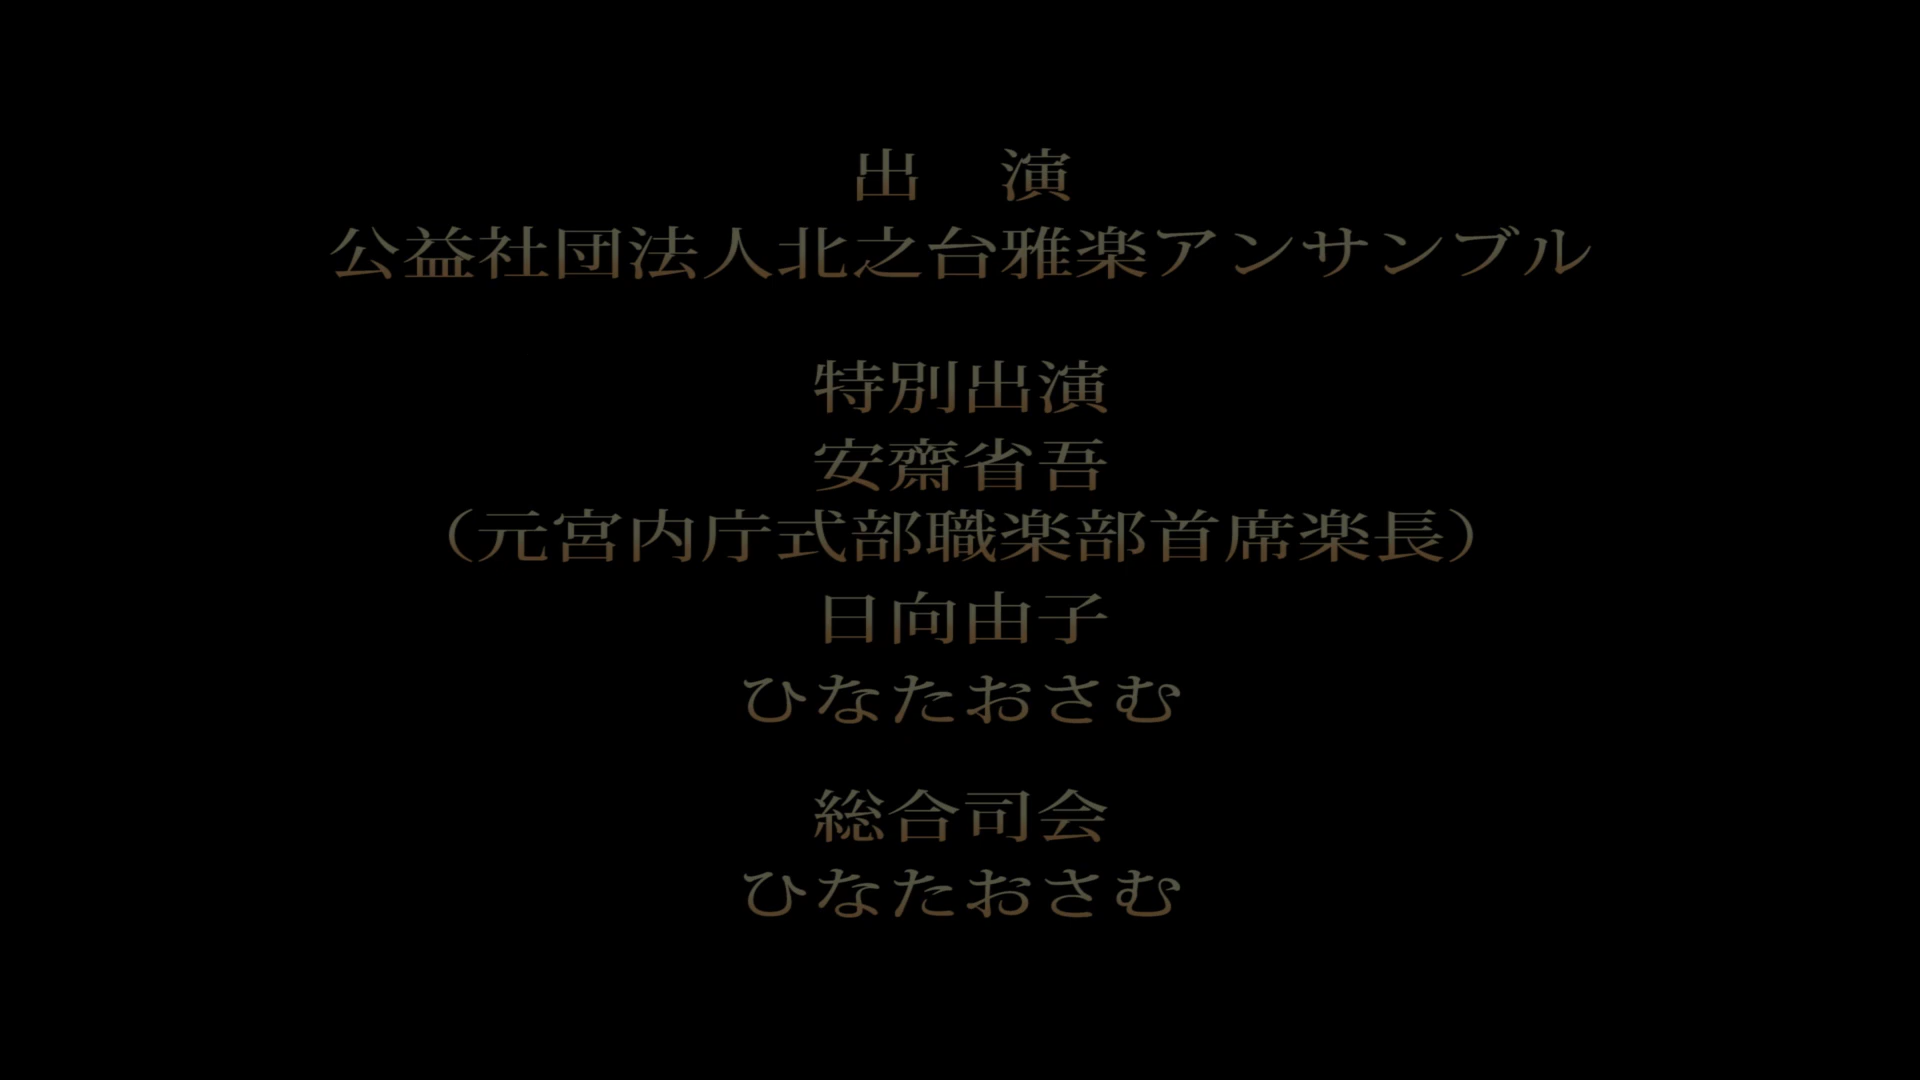 出　演
公益社団法人北之台雅楽アンサンブル
特別出演
安齋省吾
（元宮内庁式部職楽部首席楽長）
日向由子
ひなたおさむ
総合司会
ひなたおさむ